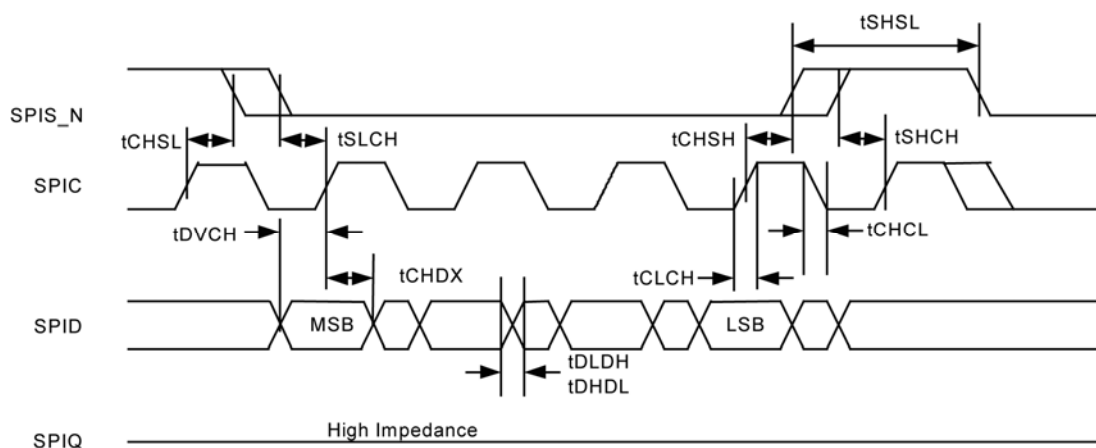 tSHSL
SPIS_N
tCHSL
tSLCH
tCHSH
tSHCH
SPIC
tDVCH
tCHCL
tCHDX
tCLCH
SPID
MSB
LSB
tDLDH
tDHDL
High Impedance
SPIQ